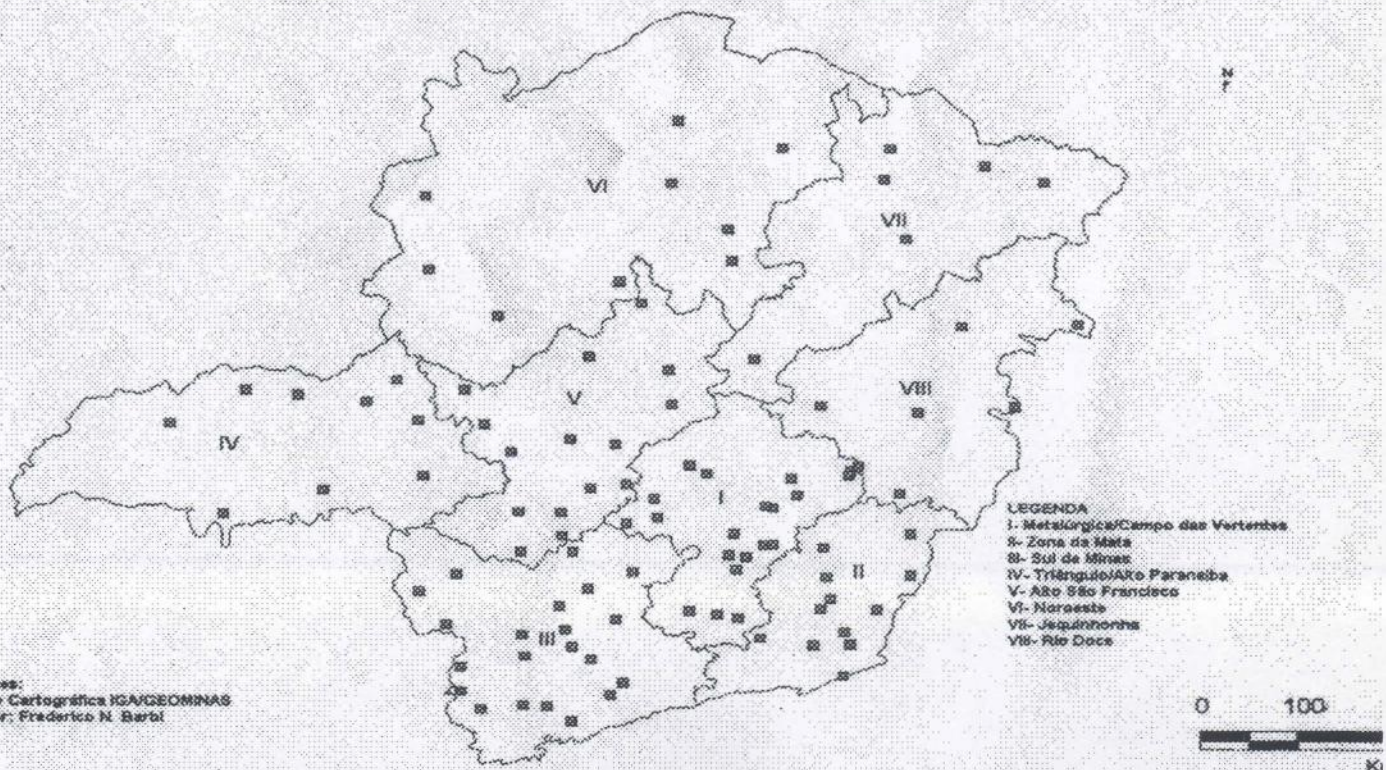 N
VI
VII
VIII
V
IV
I
II
III
LEGENDA
I- Metalúrgica/Campo das Vertentes
II- Zona da Mata
III- Sul de Minas
IV- Triângulo/Alto Paranaíba
V- Alto São Francisco
VI- Noroeste
VII- Jequinhonha
VIII- Rio Doce
es:
e Cartográfica IGA/GEOMINAS
r: Frederico N. Barbi
0 100